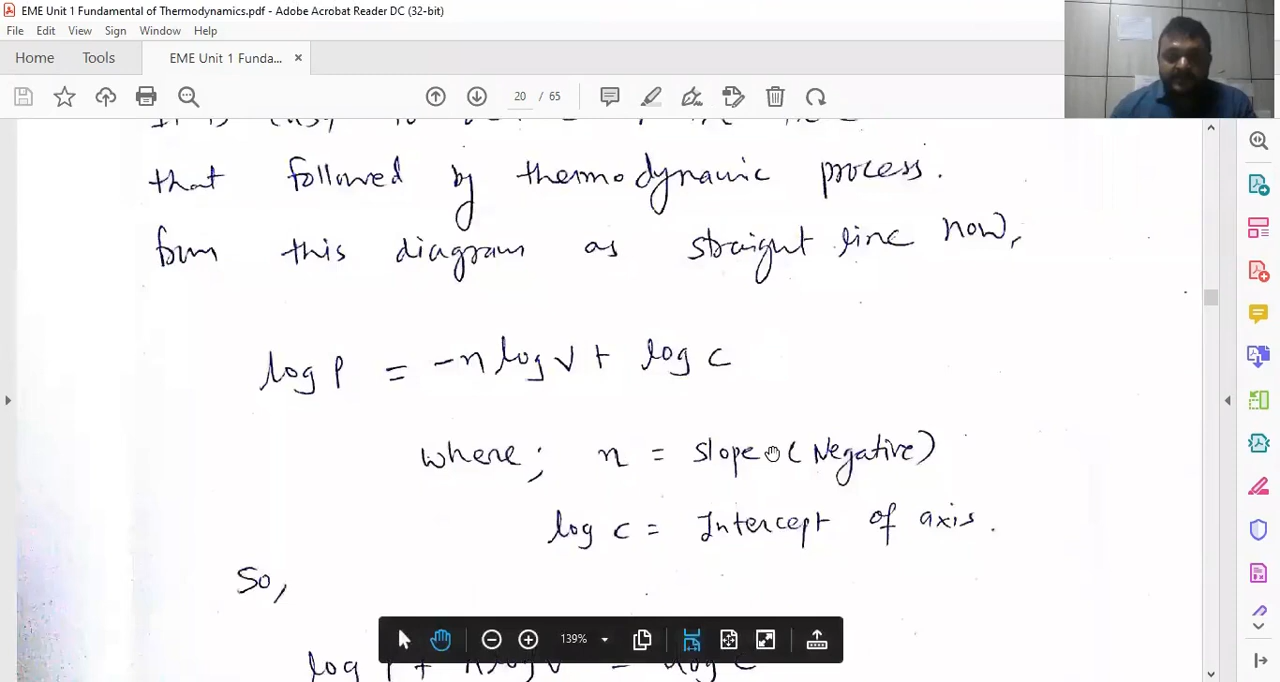 EME Unit 1 Fundamental of Thermodynamics.pdf - Adobe Acrobat Reader DC (32-bit)
File Edit View Sign Window Help
Home Tools EME Unit 1 Funda... ×
20 / 65
that followed by thermodynamic process.
this diagram as straight line now,
log P = -n log V + log c
where; n = slope (Negative)
log c = Intercept of axis.
So,
139%